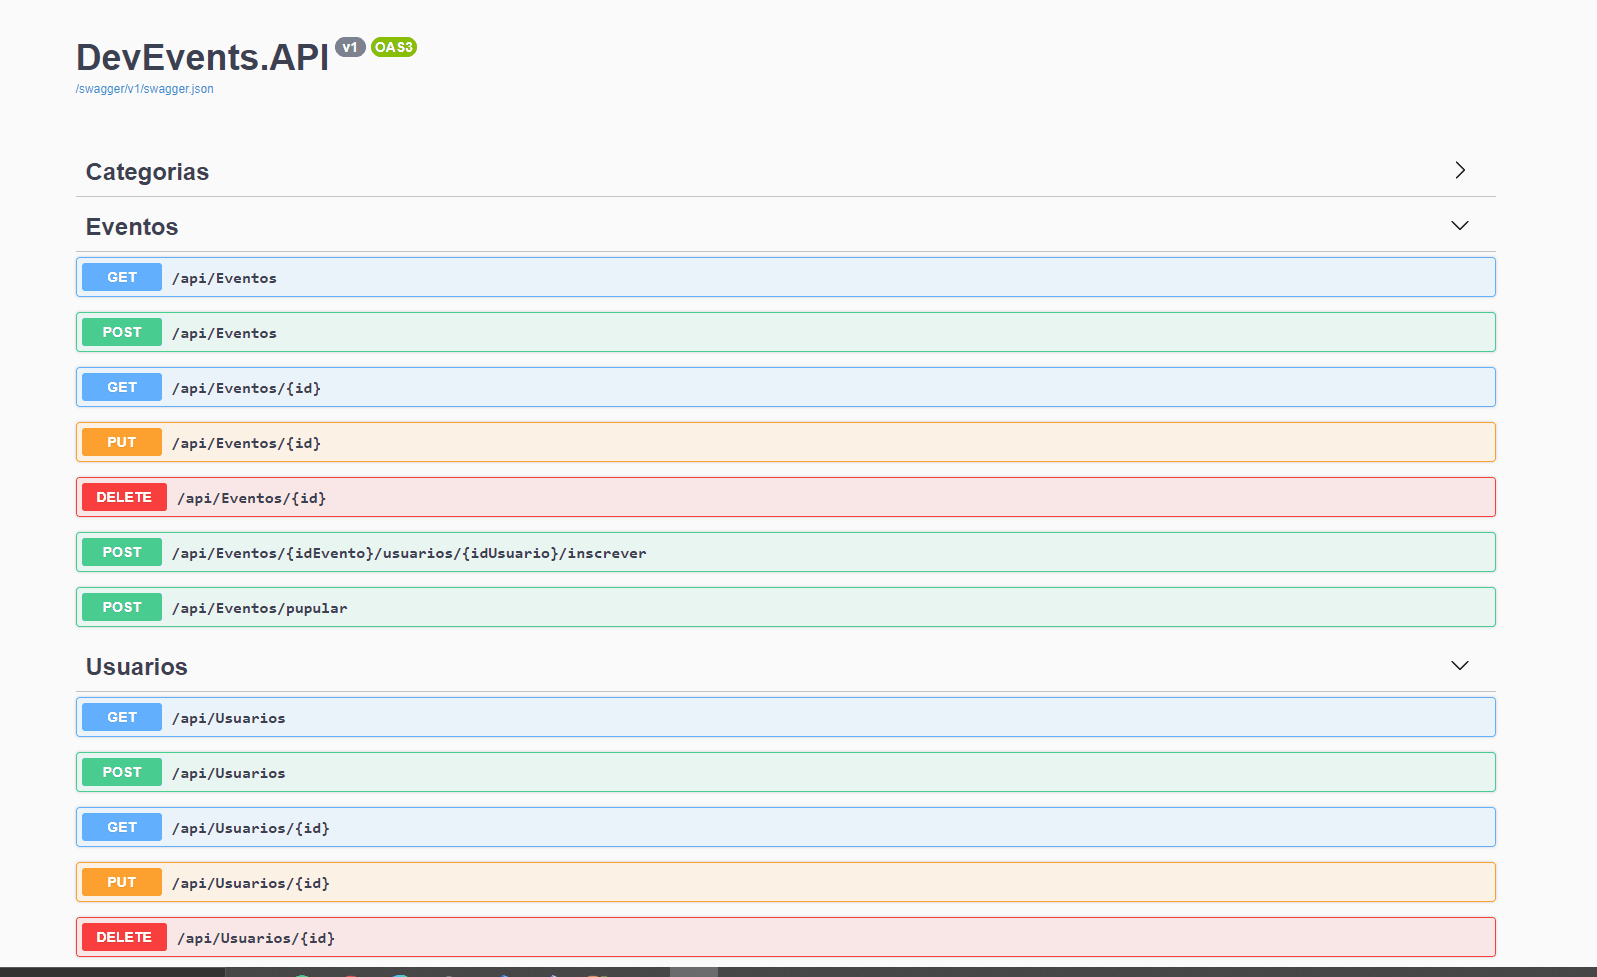 DevEvents.API v1 OAS3
/swagger/v1/swagger.json
Categorias
Eventos
GET /api/Eventos
POST /api/Eventos
GET /api/Eventos/{id}
PUT /api/Eventos/{id}
DELETE /api/Eventos/{id}
POST /api/Eventos/{idEvento}/usuarios/{idUsuario}/inscrever
POST /api/Eventos/pupular
Usuarios
GET /api/Usuarios
POST /api/Usuarios
GET /api/Usuarios/{id}
PUT /api/Usuarios/{id}
DELETE /api/Usuarios/{id}